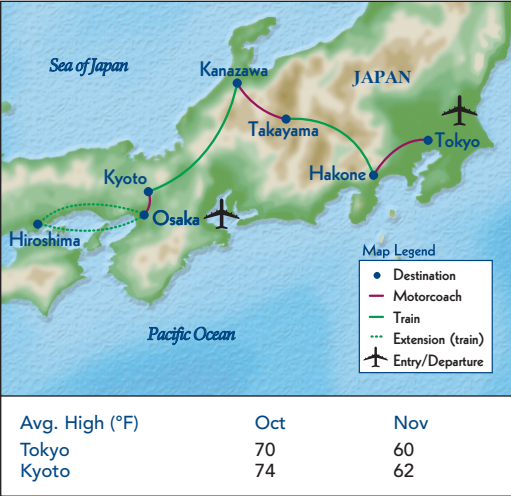 Sea of Japan
Kanazawa
JAPAN
Takayama
Tokyo
Hakone
Kyoto
Osaka
Hiroshima
Pacific Ocean
Map Legend
Destination
Motorcoach
Train
Extension (train)
Entry/Departure
Avg. High (°F) Oct Nov
Tokyo 70 60
Kyoto 74 62